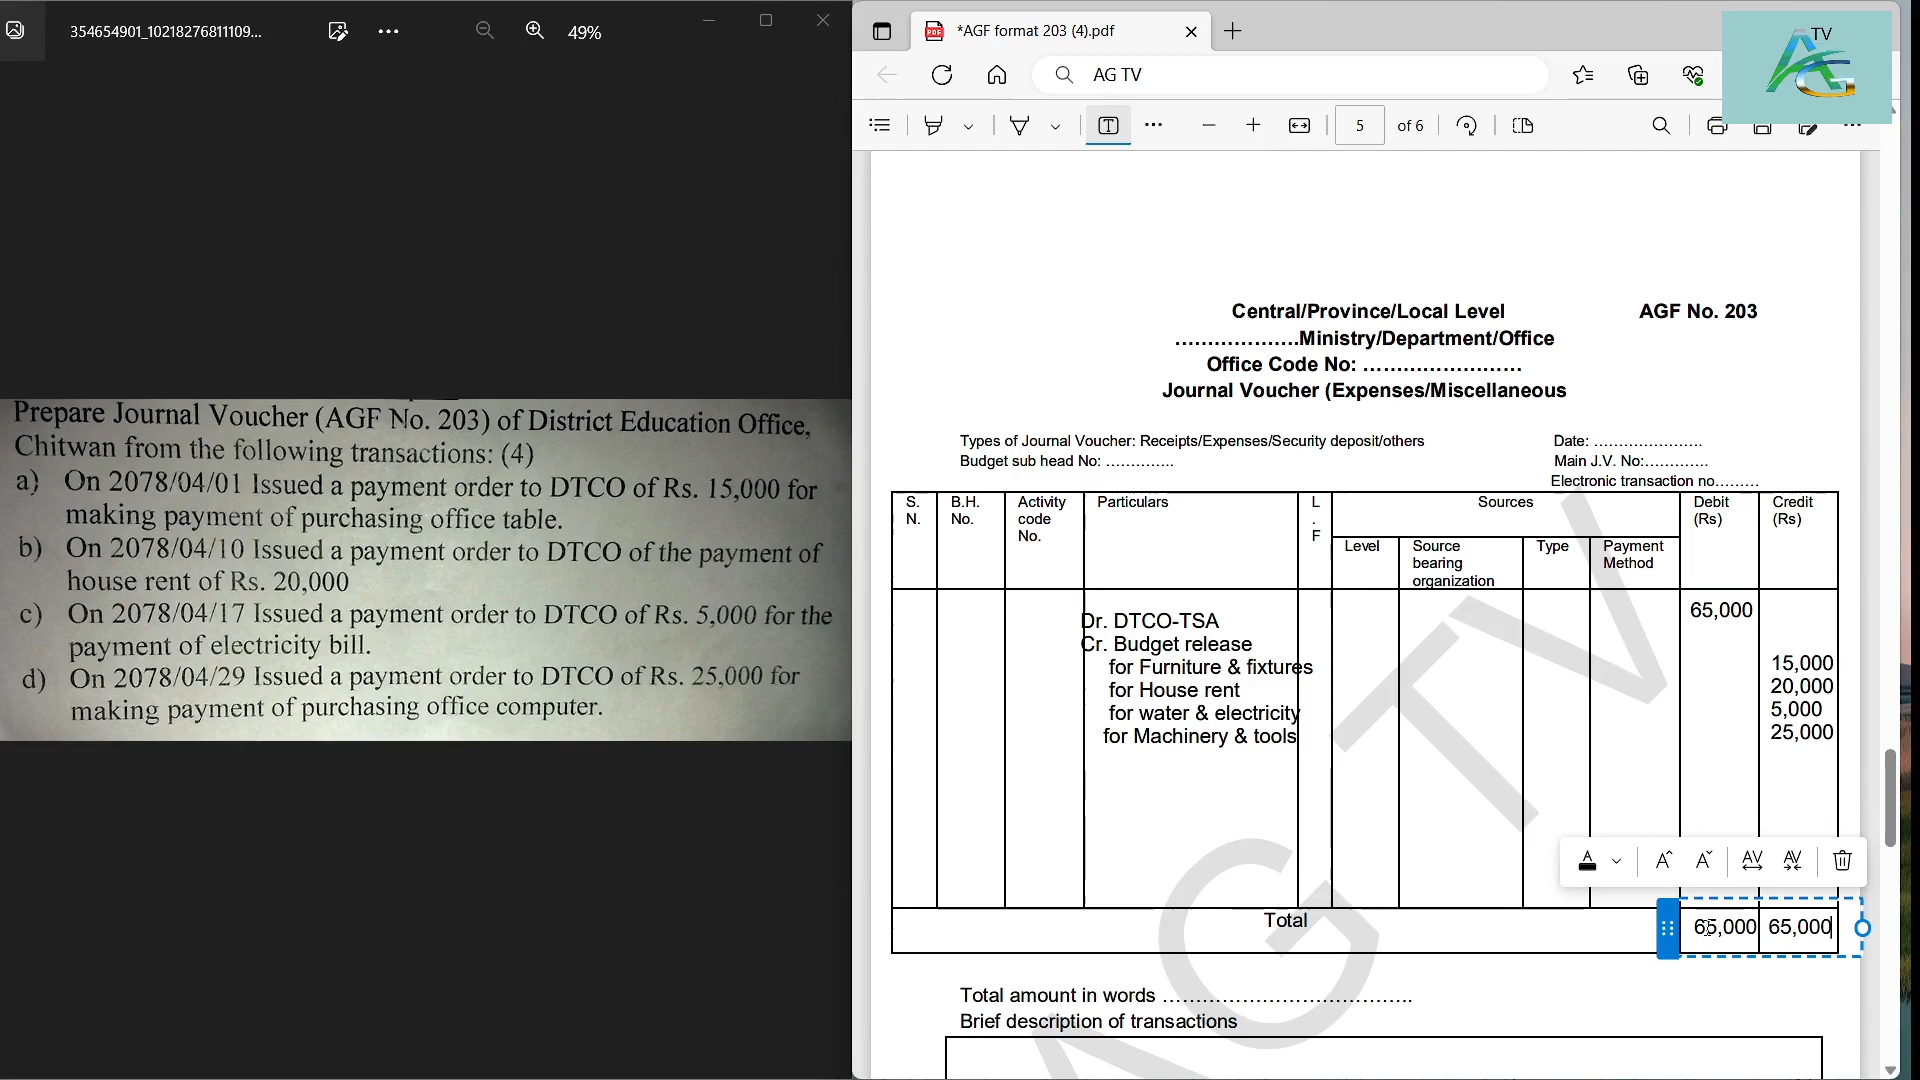 354654901_10218276811109...
49%
Prepare Journal Voucher (AGF No. 203) of District Education Office,
Chitwan from the following transactions: (4)
a) On 2078/04/01 Issued a payment order to DTCO of Rs. 15,000 for
making payment of purchasing office table.
b) On 2078/04/10 Issued a payment order to DTCO of the payment of
house rent of Rs. 20,000
c) On 2078/04/17 Issued a payment order to DTCO of Rs. 5,000 for the
payment of electricity bill.
d) On 2078/04/29 Issued a payment order to DTCO of Rs. 25,000 for
making payment of purchasing office computer.
*AGF format 203 (4).pdf
AG TV
TV
AG
5 of 6
Central/Province/Local Level AGF No. 203
...................Ministry/Department/Office
Office Code No: ........................
Journal Voucher (Expenses/Miscellaneous
Types of Journal Voucher: Receipts/Expenses/Security deposit/others Date: .....................
Budget sub head No: ............. Main J.V. No:.............
Electronic transaction no.........
S. N. B.H. No. Activity code No. Particulars L . F Sources Debit (Rs) Credit (Rs)
Level Source bearing organization Type Payment Method
Dr. DTCO-TSA 65,000
Cr. Budget release
for Furniture & fixtures 15,000
for House rent 20,000
for water & electricity 5,000
for Machinery & tools 25,000
Total 65,000 65,000
Total amount in words ......................................
Brief description of transactions
AG TV